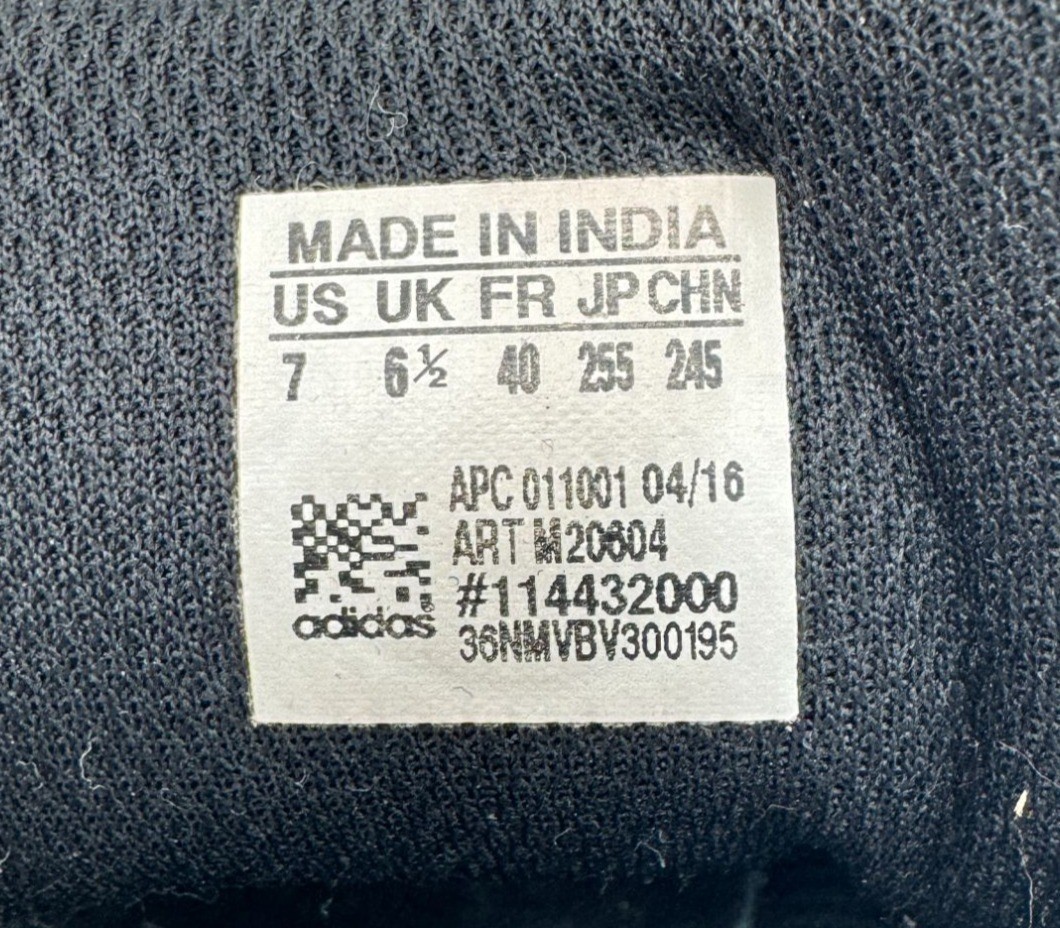 MADE IN INDIA
US UK FR JP CHN
7 6½ 40 255 245
APC 011001 04/16
ART M20604
#114432000
36NMVBV300195
adidas